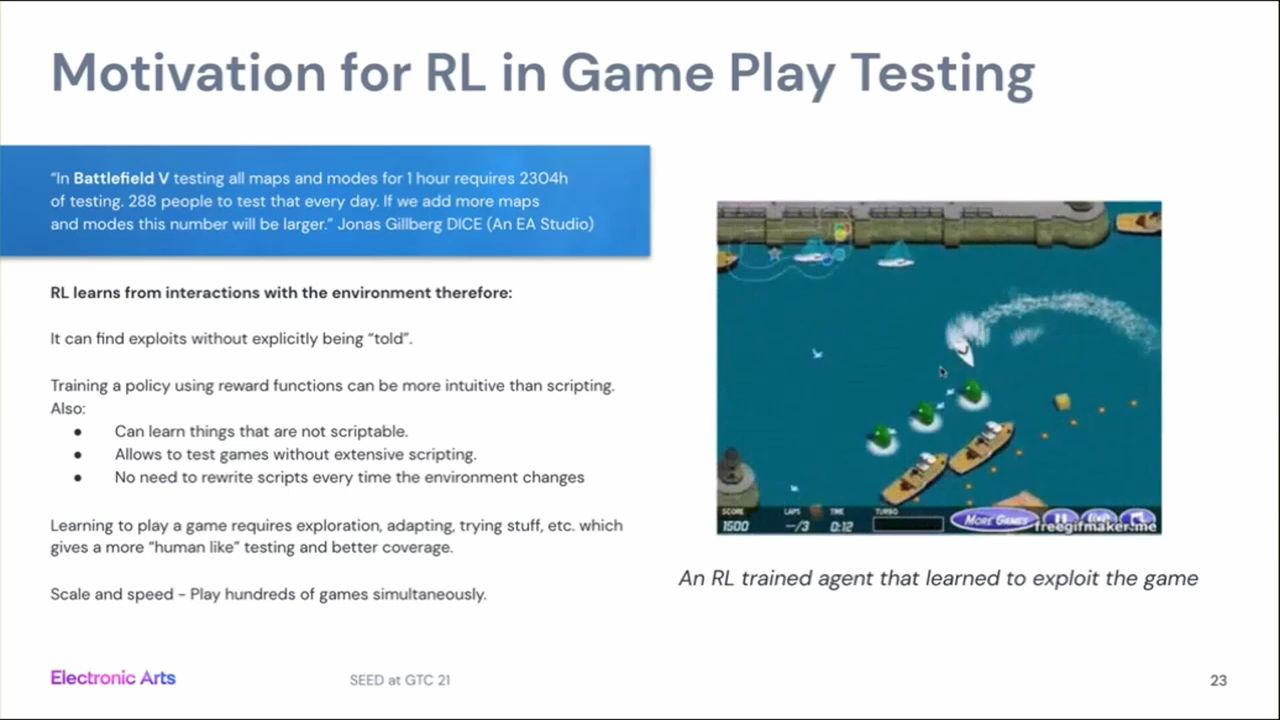 Motivation for RL in Game Play Testing
“In Battlefield V testing all maps and modes for 1 hour requires 2304h
of testing. 288 people to test that every day. If we add more maps
and modes this number will be larger.” Jonas Gillberg DICE (An EA Studio)
RL learns from interactions with the environment therefore:
It can find exploits without explicitly being “told”.
Training a policy using reward functions can be more intuitive than scripting.
Also:
● Can learn things that are not scriptable.
● Allows to test games without extensive scripting.
● No need to rewrite scripts every time the environment changes
Learning to play a game requires exploration, adapting, trying stuff, etc. which
gives a more “human like” testing and better coverage.
Scale and speed - Play hundreds of games simultaneously.
SCORE LAPS TIME TURBO
1500 --/3 0:12 MORE GAMES
freegifmaker.me
An RL trained agent that learned to exploit the game
Electronic Arts SEED at GTC 21 23